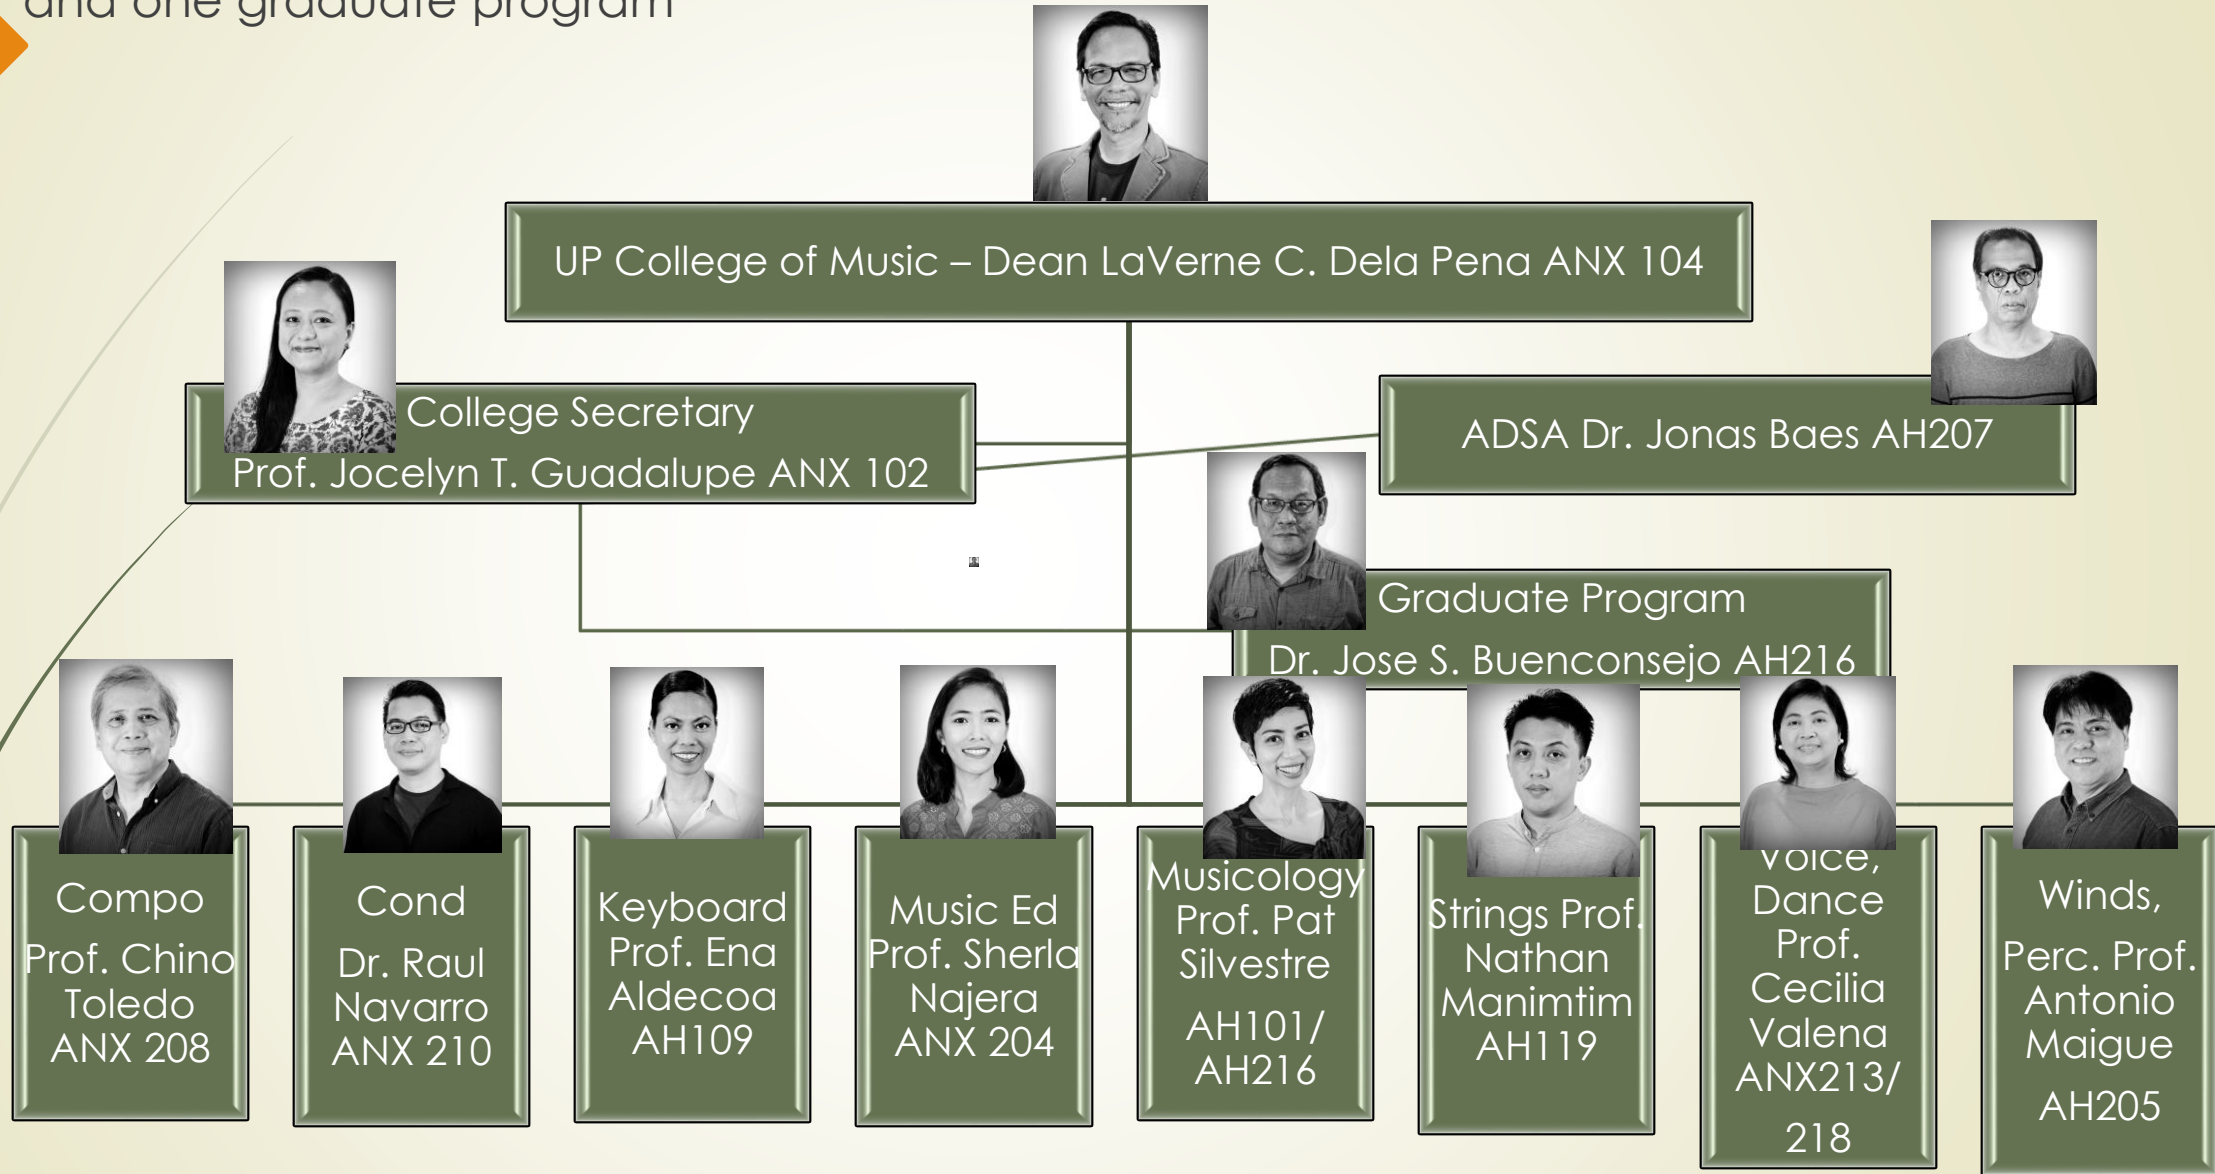 and one graduate program
UP College of Music – Dean LaVerne C. Dela Pena ANX 104
College Secretary
Prof. Jocelyn T. Guadalupe ANX 102
ADSA Dr. Jonas Baes AH207
Graduate Program
Dr. Jose S. Buenconsejo AH216
Compo
Prof. Chino
Toledo
ANX 208
Cond
Dr. Raul
Navarro
ANX 210
Keyboard
Prof. Ena
Aldecoa
AH109
Music Ed
Prof. Sherla
Najera
ANX 204
Musicology
Prof. Pat
Silvestre
AH101/
AH216
Strings Prof.
Nathan
Manimtim
AH119
Voice,
Dance
Prof.
Cecilia
Valena
ANX213/
218
Winds,
Perc. Prof.
Antonio
Maigue
AH205